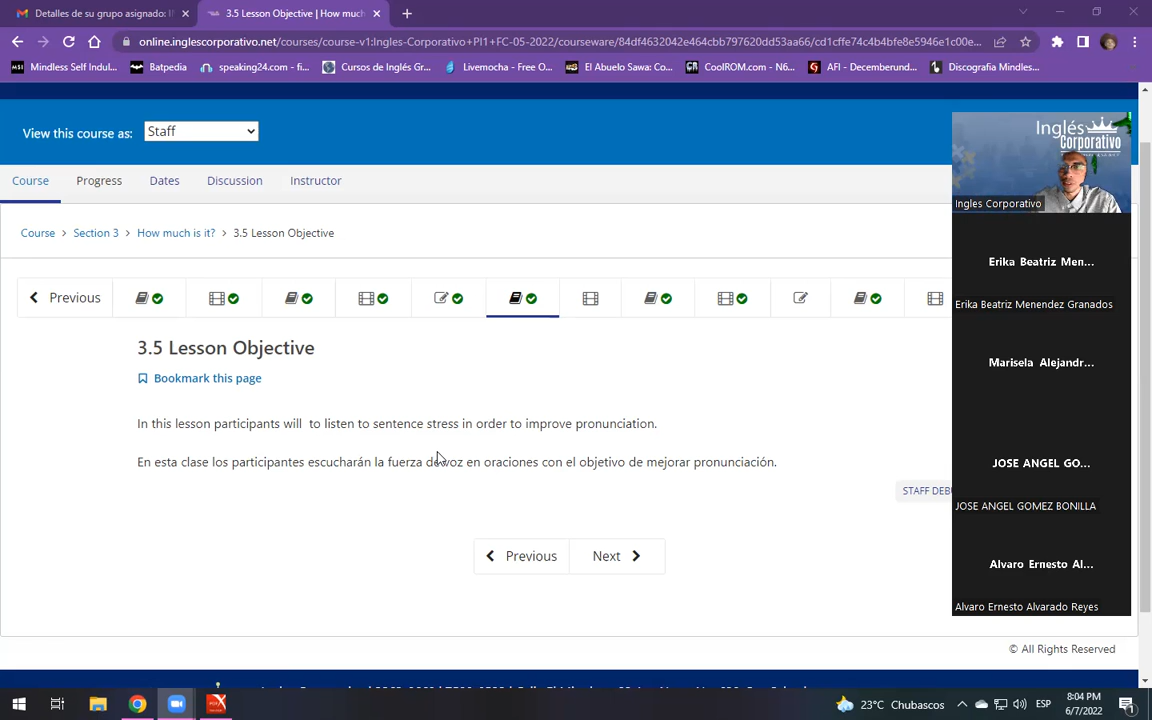 Detalles de su grupo asignado: I
3.5 Lesson Objective | How much
online.inglescorporativo.net/courses/course-v1:Ingles-Corporativo+PI1+FC-05-2022/courseware/84df4632042e464cbb797620dd53aa66/cd1cffe74c4b4bfe8e5946e1c00e...
Mindless Self Indul...
Batpedia
speaking24.com - fi...
Cursos de Inglés Gr...
Livemocha - Free O...
El Abuelo Sawa: Co...
CoolROM.com - N6...
AFI - Decemberund...
Discografia Mindles...
View this course as:
Staff
Course
Progress
Dates
Discussion
Instructor
Course > Section 3 > How much is it? > 3.5 Lesson Objective
Previous
3.5 Lesson Objective
Bookmark this page
In this lesson participants will to listen to sentence stress in order to improve pronunciation.
En esta clase los participantes escucharán la fuerza de voz en oraciones con el objetivo de mejorar pronunciación.
STAFF DEB
Previous
Next
Inglés
Corporativo
Ingles Corporativo
Erika Beatriz Men...
Erika Beatriz Menendez Granados
Marisela Alejandr...
JOSE ANGEL GO...
JOSE ANGEL GOMEZ BONILLA
Alvaro Ernesto Al...
Alvaro Ernesto Alvarado Reyes
© All Rights Reserved
23°C Chubascos
ESP
8:04 PM
6/7/2022